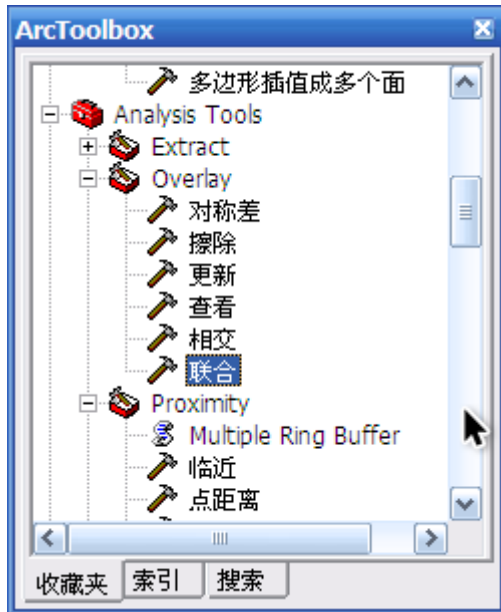 ArcToolbox
多边形插值成多个面
Analysis Tools
Extract
Overlay
对称差
擦除
更新
查看
相交
联合
Proximity
Multiple Ring Buffer
临近
点距离
收藏夹 索引 搜索